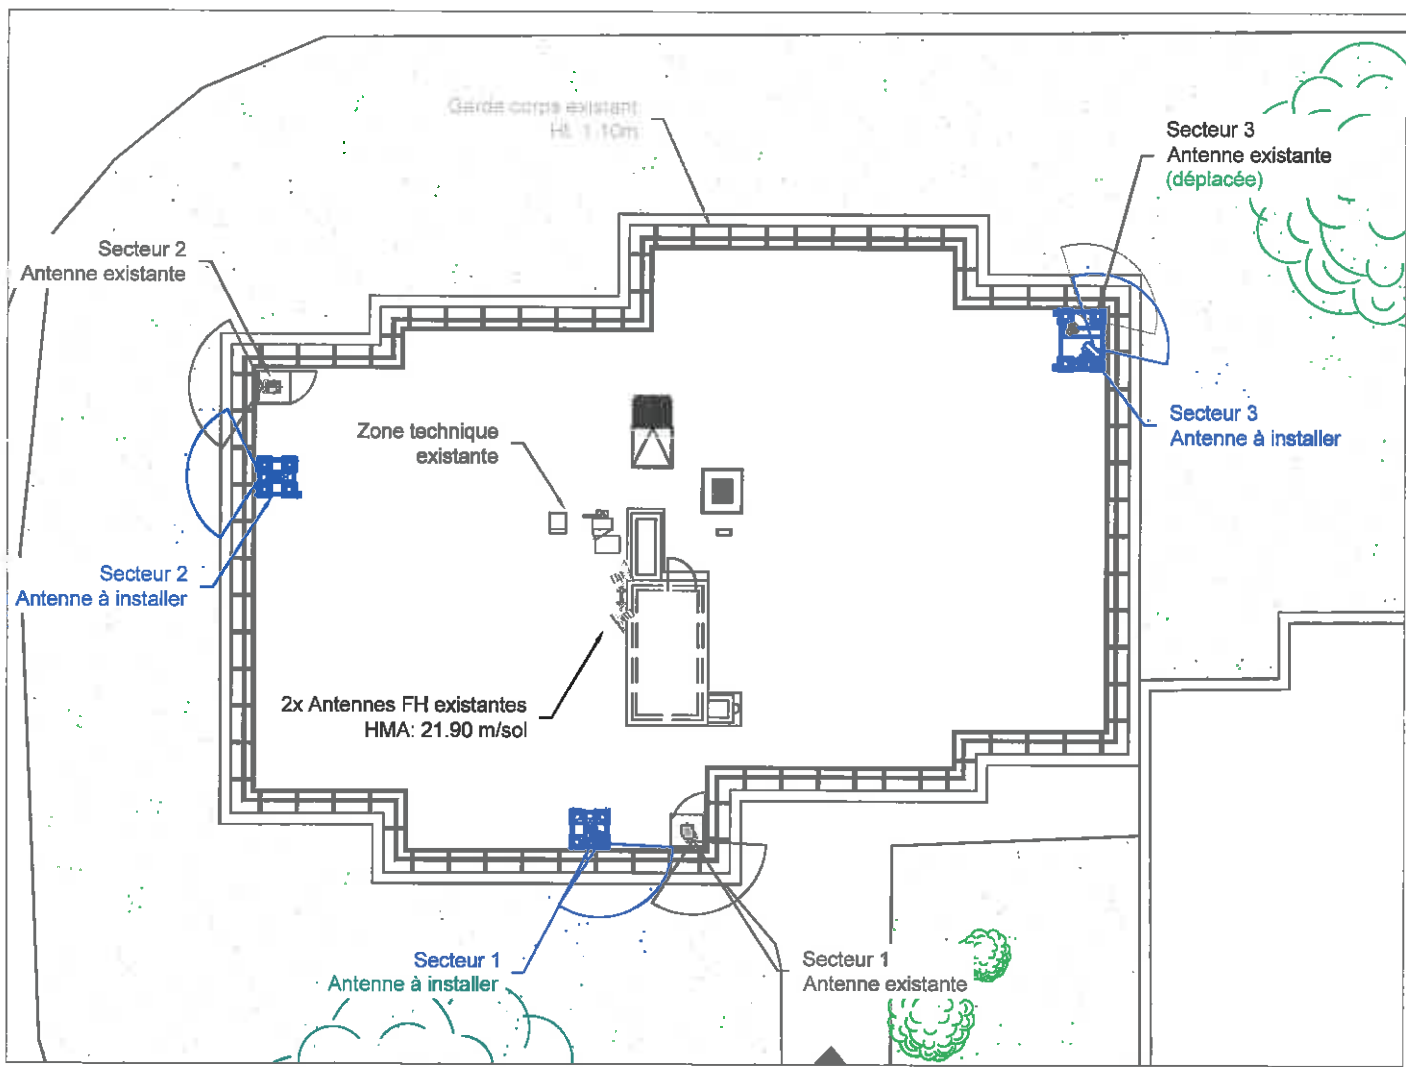 Garde corps existant
Ht. 1.10m
Secteur 3
Antenne existante
(déplacée)
Secteur 2
Antenne existante
Secteur 3
Antenne à installer
Zone technique
existante
Secteur 2
Antenne à installer
2x Antennes FH existantes
HMA: 21.90 m/sol
Secteur 1
Antenne à installer
Secteur 1
Antenne existante